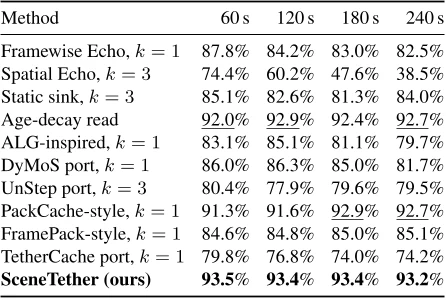 Method 60 s 120 s 180 s 240 s
Framewise Echo, k = 1 87.8% 84.2% 83.0% 82.5%
Spatial Echo, k = 3 74.4% 60.2% 47.6% 38.5%
Static sink, k = 3 85.1% 82.6% 81.3% 84.0%
Age-decay read 92.0% 92.9% 92.4% 92.7%
ALG-inspired, k = 1 83.1% 85.1% 81.1% 79.7%
DyMoS port, k = 1 86.0% 86.3% 85.0% 81.7%
UnStep port, k = 3 80.4% 77.9% 79.6% 79.5%
PackCache-style, k = 1 91.3% 91.6% 92.9% 92.7%
FramePack-style, k = 1 84.6% 84.8% 85.0% 85.1%
TetherCache port, k = 1 79.8% 76.8% 74.0% 74.2%
SceneTether (ours) 93.5% 93.4% 93.4% 93.2%